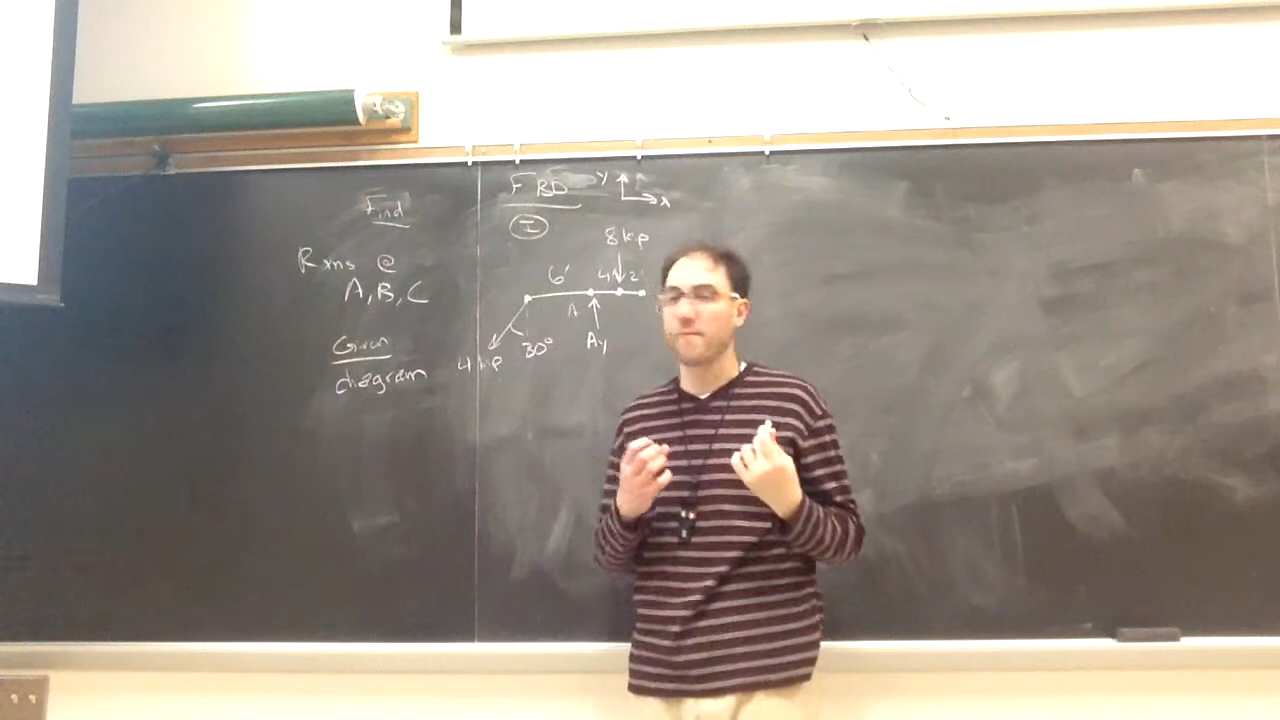 Find
Rxns @
A, B, C
Given
diagram
FBD
Y
X
I
8 kip
6' 4' 2'
A
Ay
30°
4 kip